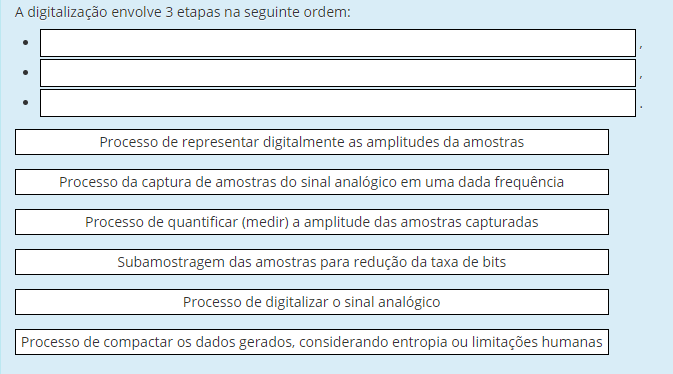 A digitalização envolve 3 etapas na seguinte ordem:
• ,
• ,
• .
Processo de representar digitalmente as amplitudes da amostras
Processo da captura de amostras do sinal analógico em uma dada frequência
Processo de quantificar (medir) a amplitude das amostras capturadas
Subamostragem das amostras para redução da taxa de bits
Processo de digitalizar o sinal analógico
Processo de compactar os dados gerados, considerando entropia ou limitações humanas